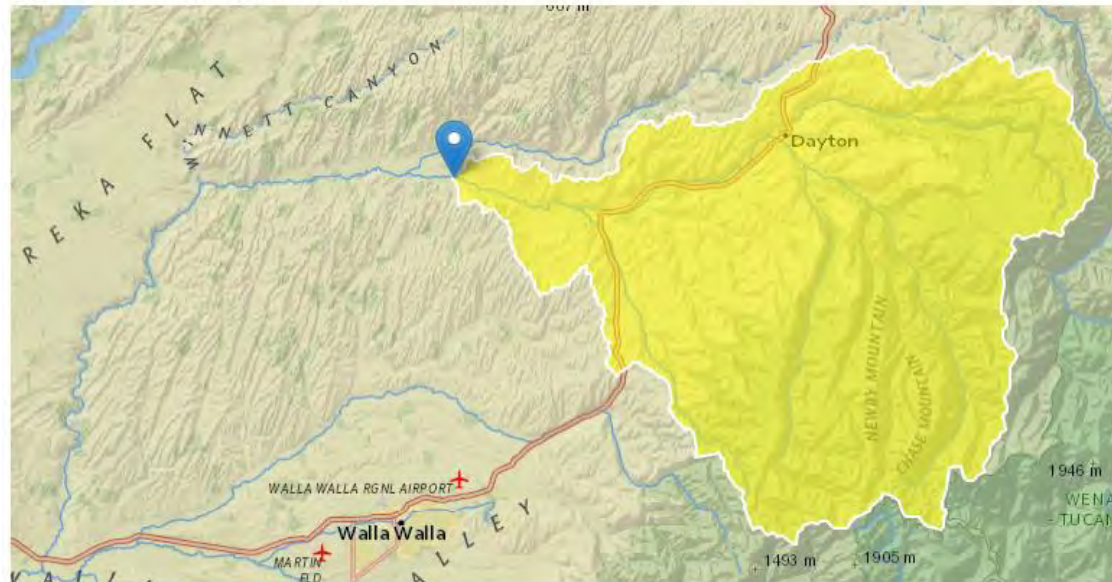 667 m
REKA FLAT
WINNETT CANYON
Dayton
NEWBY MOUNTAIN
CHASE MOUNTAIN
1946 m
WENA
- TUCAN
WALLA WALLA RGNL AIRPORT
Walla Walla
VALLEY
MARTIN
FLD
1493 m
1905 m